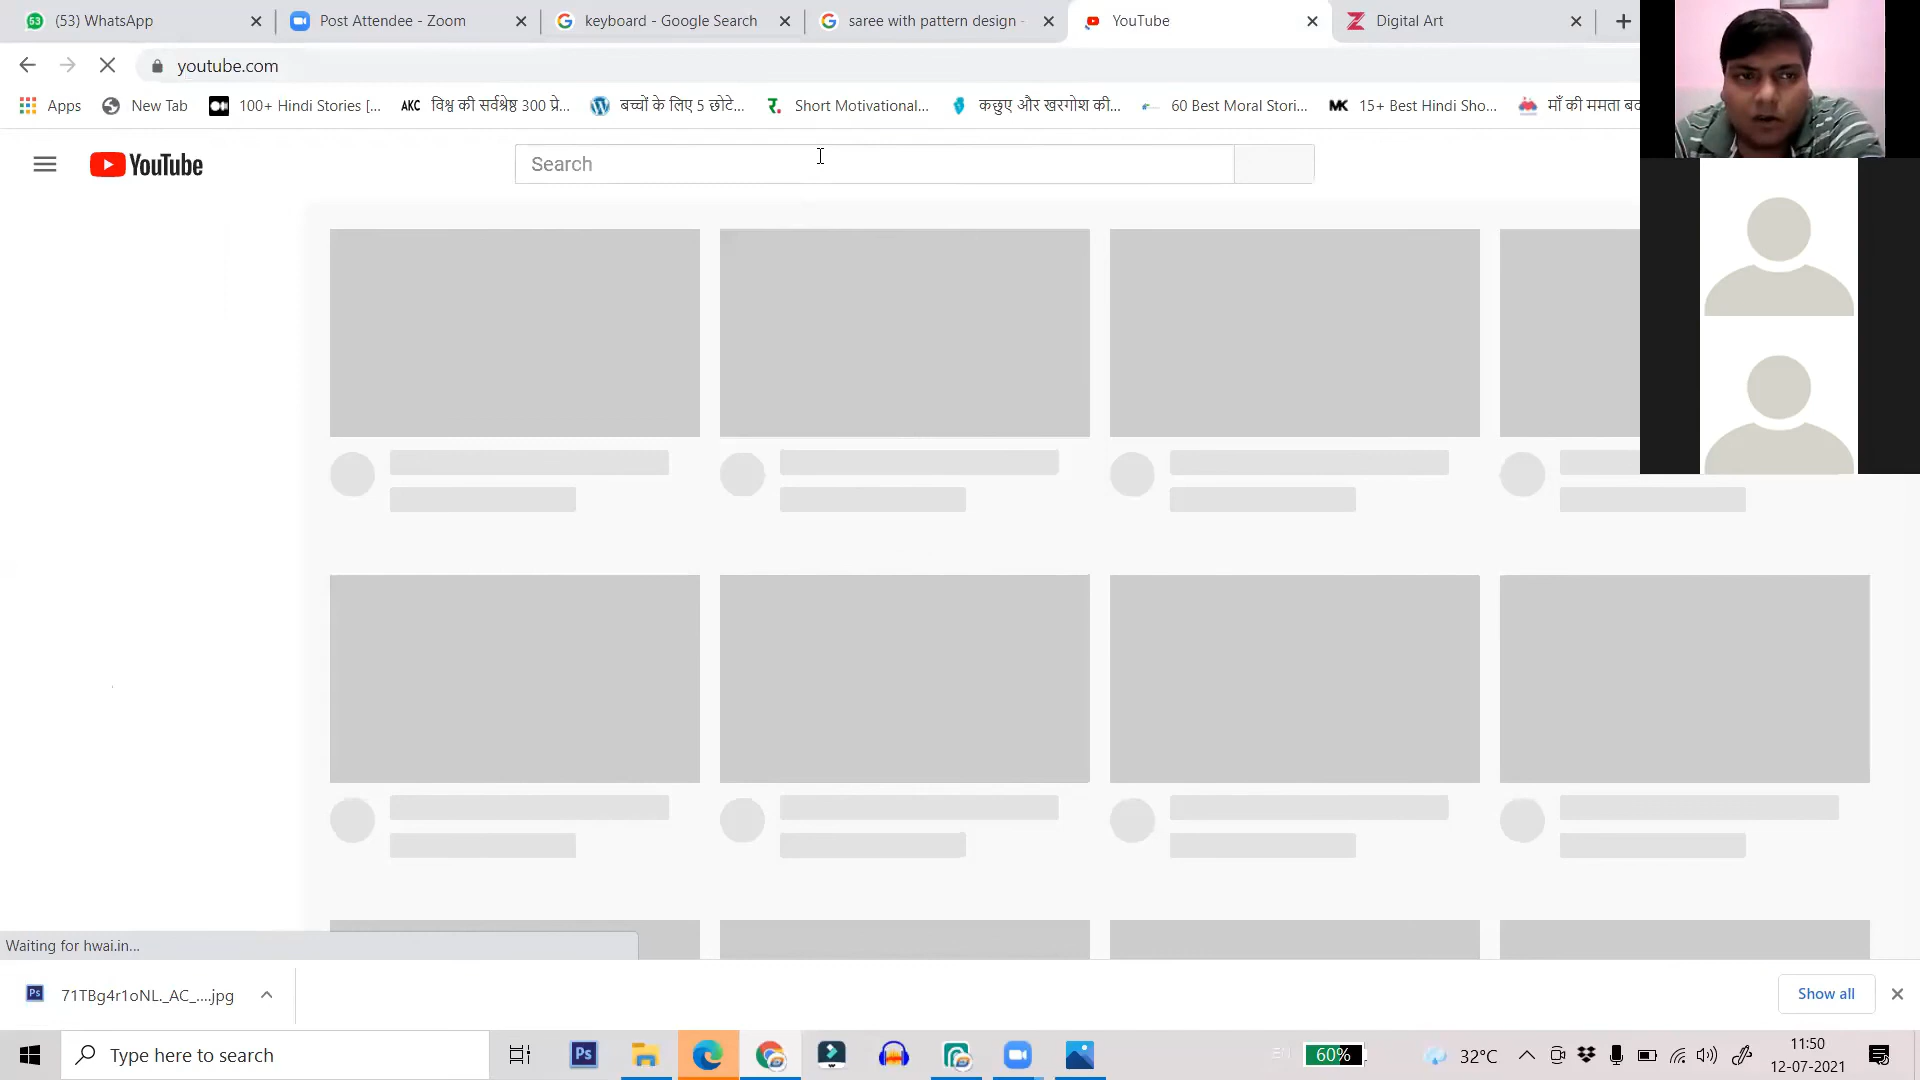 (53) WhatsApp
Post Attendee - Zoom
keyboard - Google Search
saree with pattern design -
YouTube
Digital Art
youtube.com
Apps
New Tab
100+ Hindi Stories [...
AKC विश्व की सर्वश्रेष्ठ 300 प्रे...
बच्चों के लिए 5 छोटे...
Short Motivational...
कछुए और खरगोश की...
60 Best Moral Stori...
MK 15+ Best Hindi Sho...
माँ की ममता बद
YouTube
Search
Waiting for hwai.in...
Ps 71TBg4r1oNL._AC_....jpg
Show all
Type here to search
Ps
60%
32°C
11:50
12-07-2021